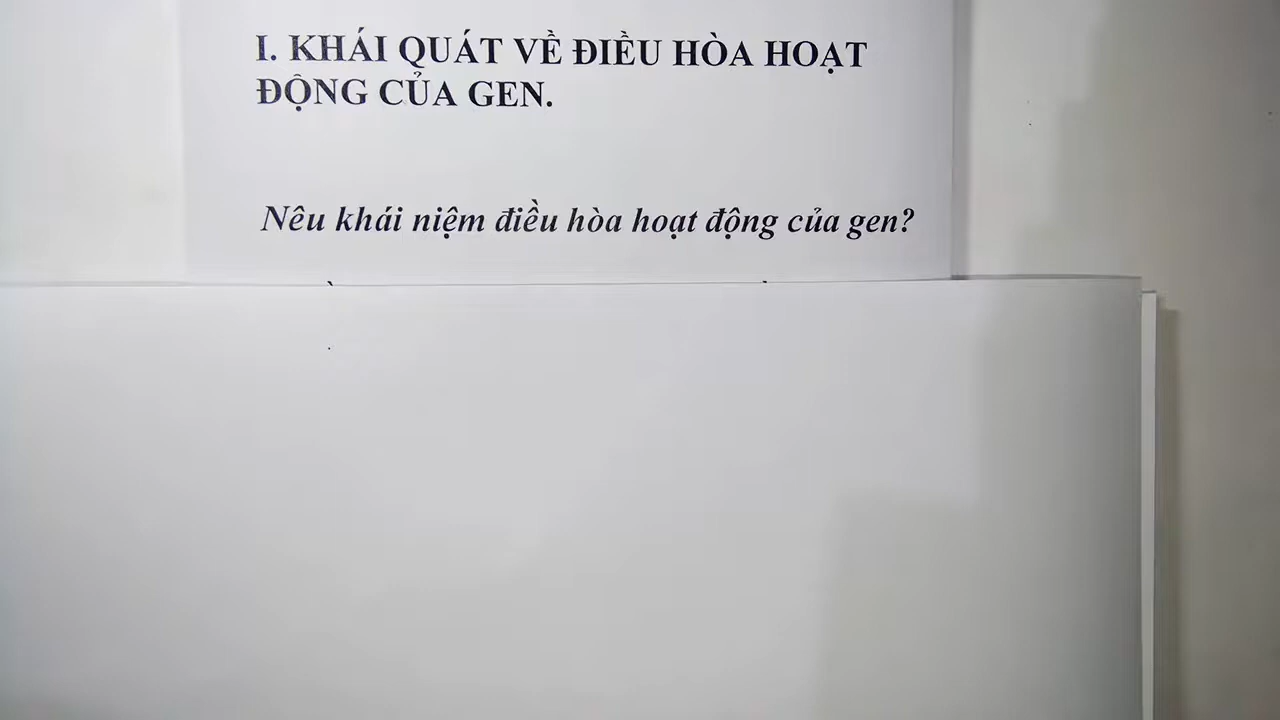 I. KHÁI QUÁT VỀ ĐIỀU HÒA HOẠT
ĐỘNG CỦA GEN.
Nêu khái niệm điều hòa hoạt động của gen?